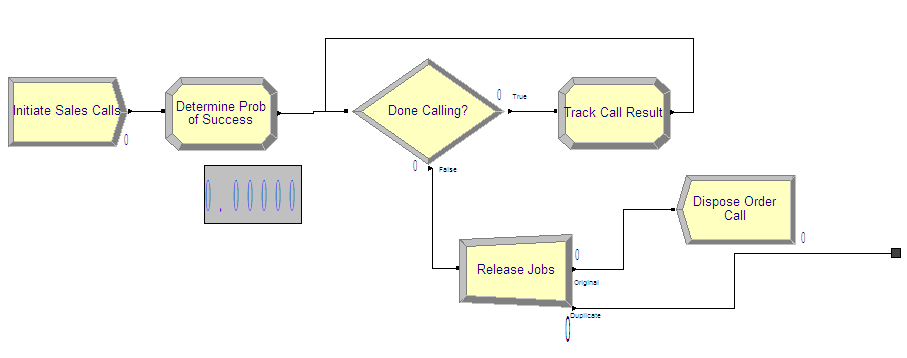 Initiate Sales Calls
0
Determine Prob
of Success
0.00000
Done Calling?
0
True
0
False
Track Call Result
Release Jobs
0
Original
Duplicate
0
Dispose Order
Call
0